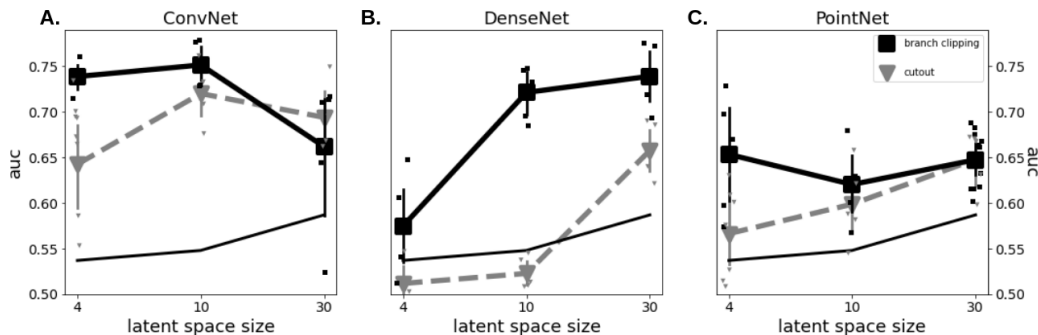 A. ConvNet
B. DenseNet
C. PointNet
branch clipping
cutout
auc
0.75
0.70
0.65
0.60
0.55
0.50
0.75
0.70
0.65
0.60
0.55
0.50
auc
4 10 30
4 10 30
4 10 30
latent space size
latent space size
latent space size